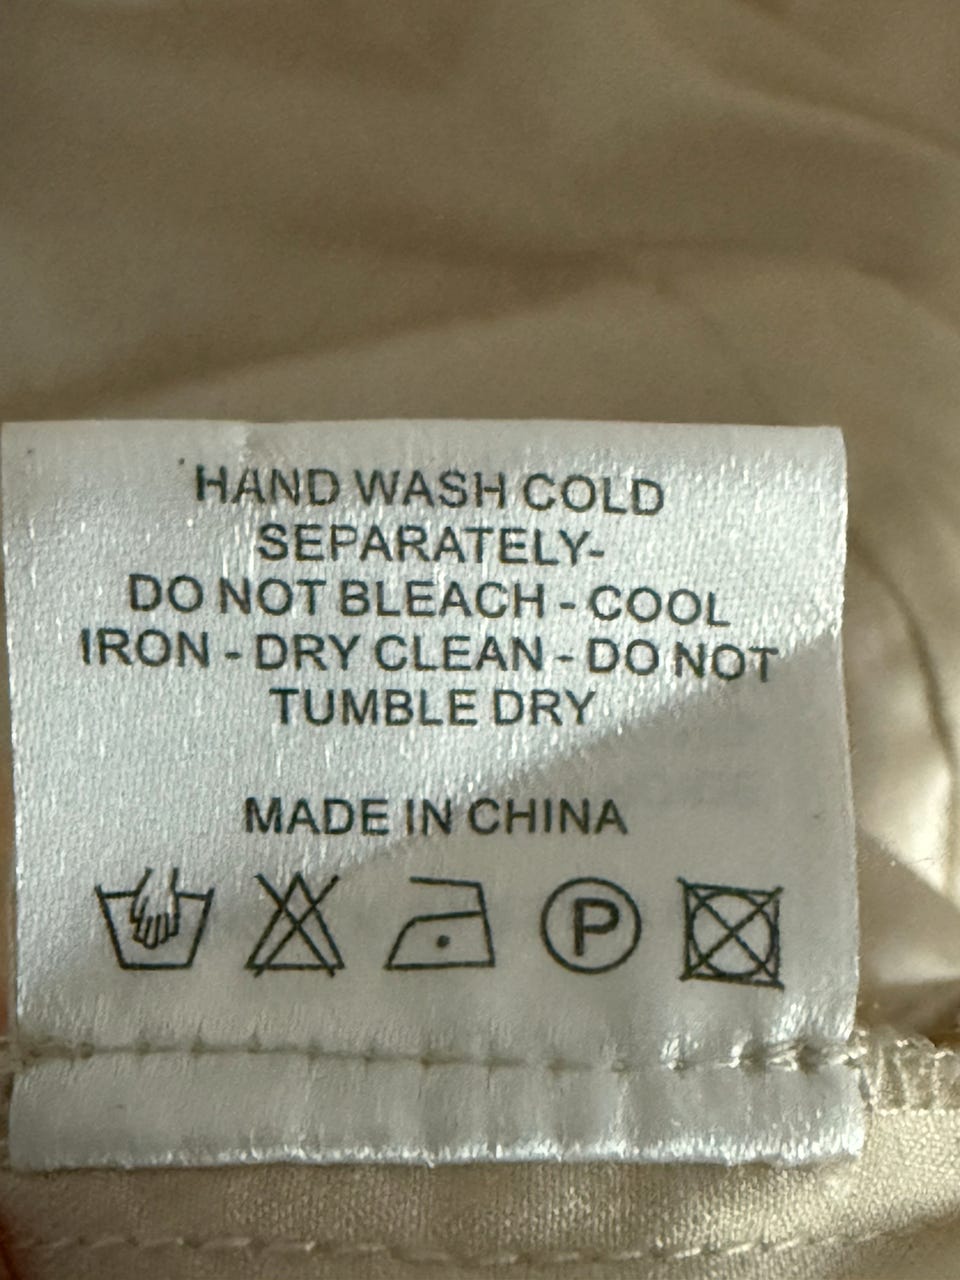 HAND WASH COLD
SEPARATELY-
DO NOT BLEACH - COOL
IRON - DRY CLEAN - DO NOT
TUMBLE DRY
MADE IN CHINA
P